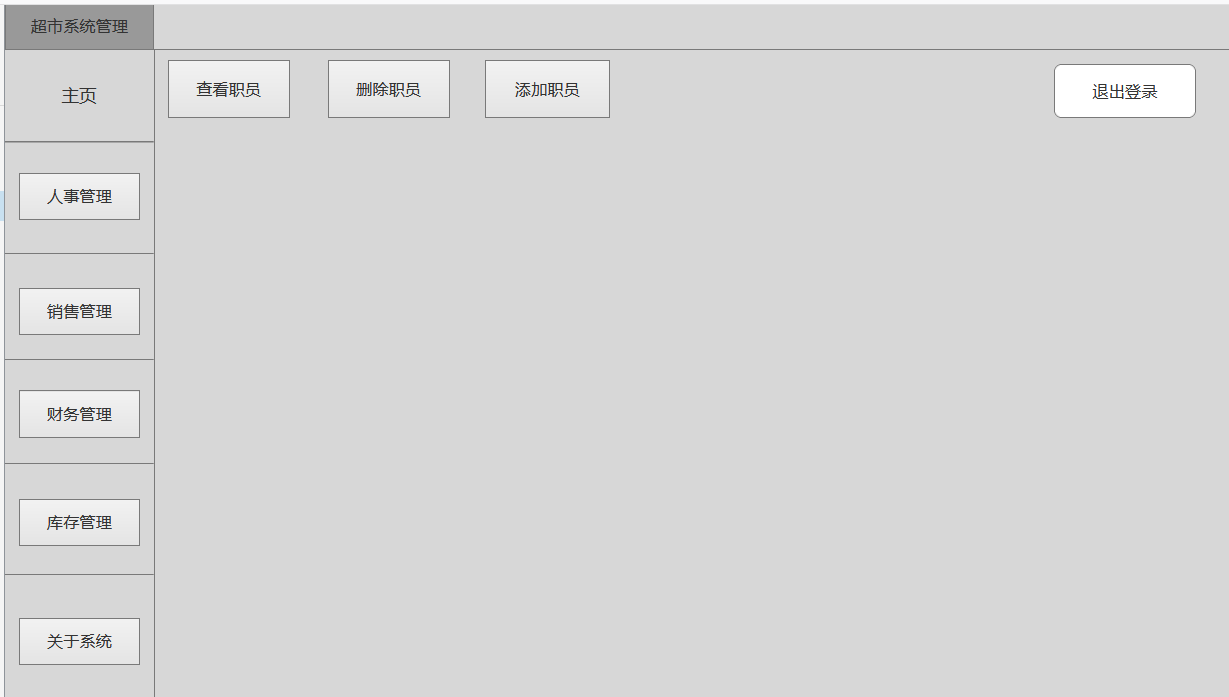 超市系统管理
主页
查看职员
删除职员
添加职员
退出登录
人事管理
销售管理
财务管理
库存管理
关于系统